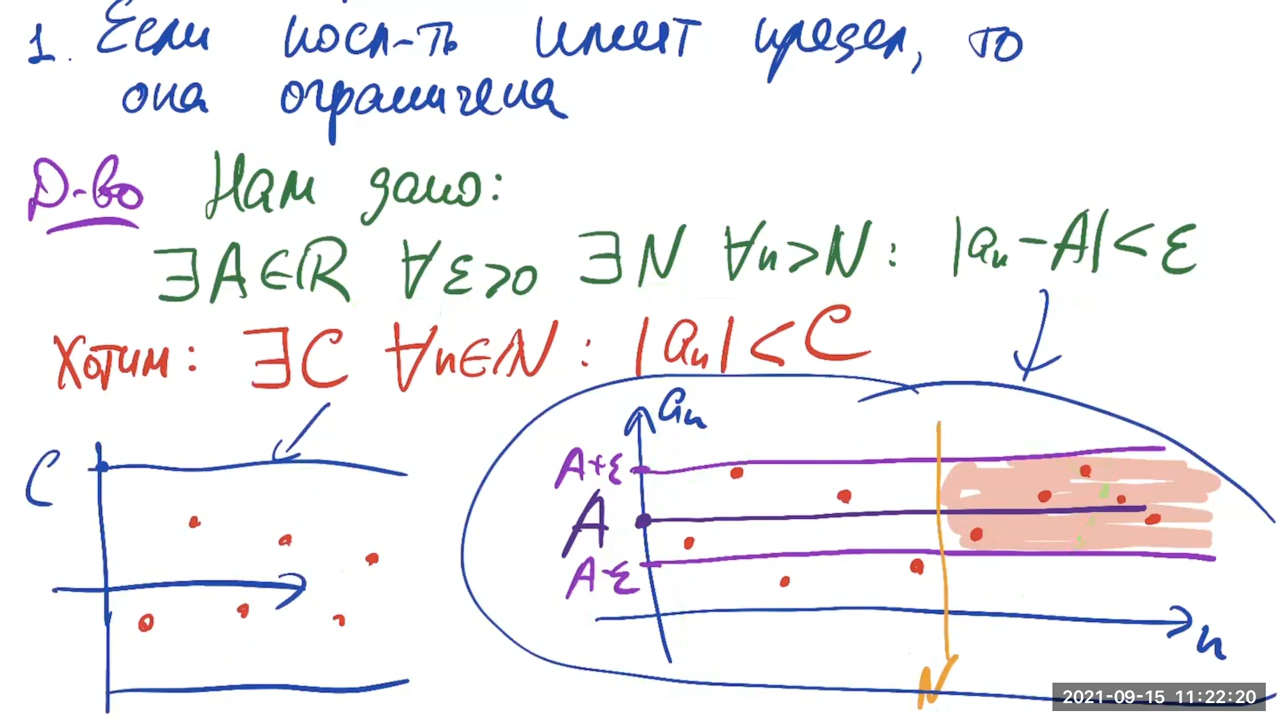 1. Если посл-ть имеет предел, то
она ограничена
Д-во Нам дано:
∃A∈ℝ ∀ε>0 ∃N ∀n>N: |aₙ-A|<ε
Хотим: ∃C ∀n∈ℕ: |aₙ|<C
C
aₙ
A+ε
A
A-ε
n
N
2021-09-15 11:22:20